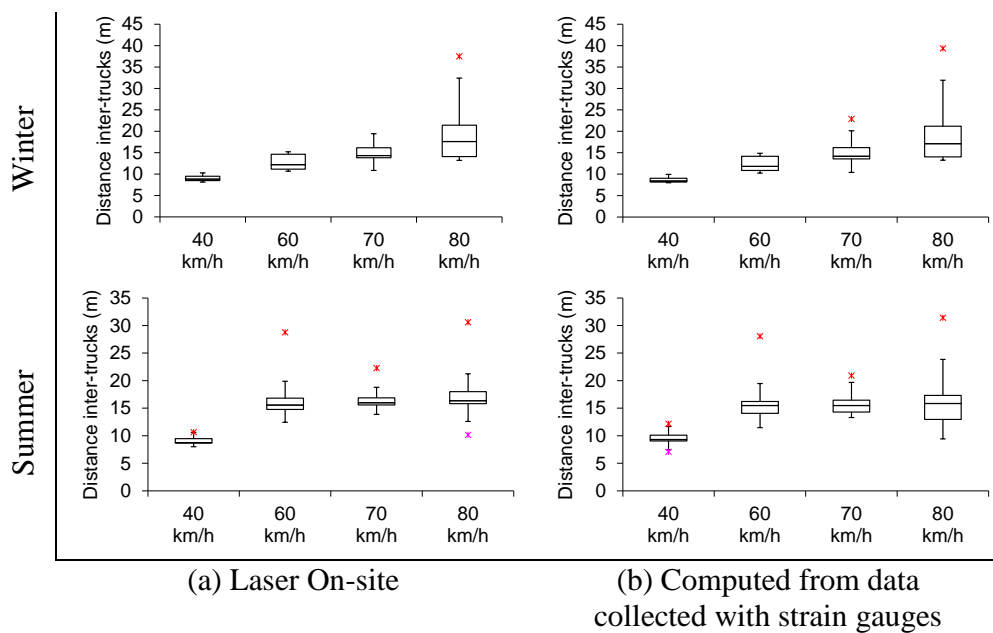 Winter
Distance inter-trucks (m)
45
40
35
30
25
20
15
10
5
0
40 60 70 80
km/h km/h km/h km/h
Distance inter-trucks (m)
45
40
35
30
25
20
15
10
5
0
40 60 70 80
km/h km/h km/h km/h
Summer
Distance inter-trucks (m)
35
30
25
20
15
10
5
0
40 60 70 80
km/h km/h km/h km/h
Distance inter-trucks (m)
35
30
25
20
15
10
5
0
40 60 70 80
km/h km/h km/h km/h
(a) Laser On-site
(b) Computed from data
collected with strain gauges